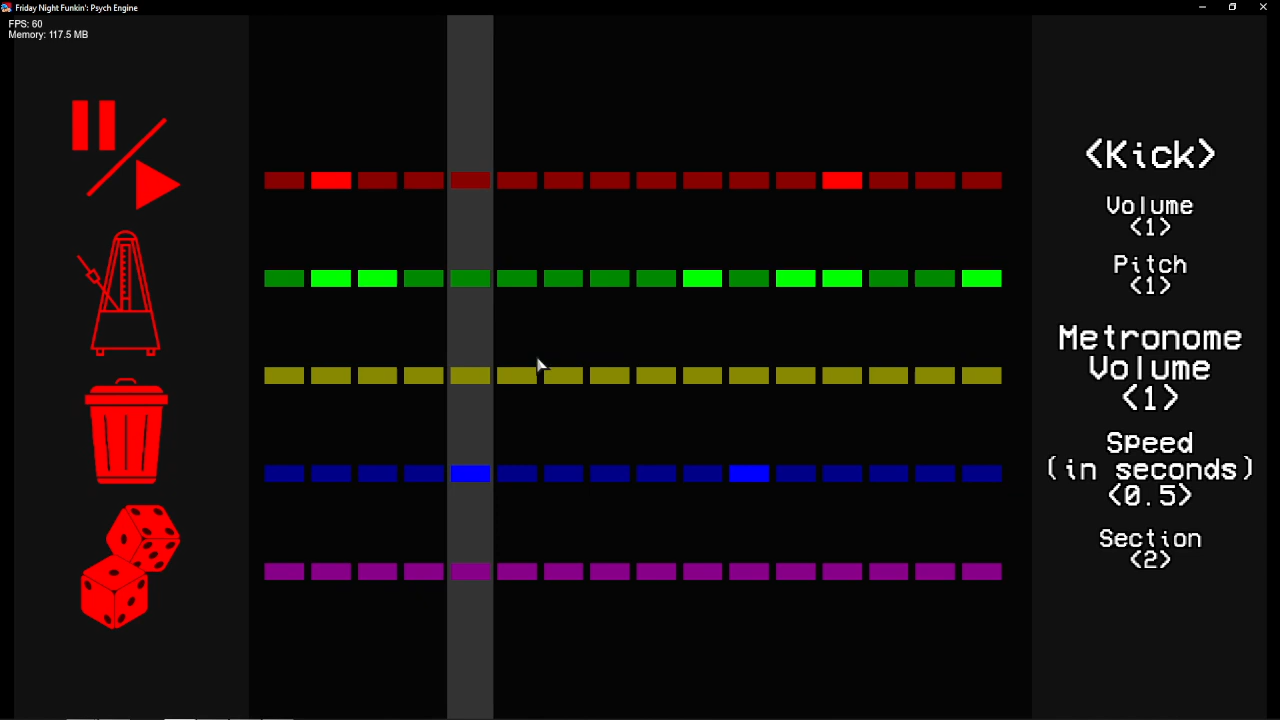 Friday Night Funkin': Psych Engine
FPS: 60
Memory: 117.5 MB
<Kick>
Volume
<1>
Pitch
<1>
Metronome
Volume
<1>
Speed
(in seconds)
<0.5>
Section
<2>